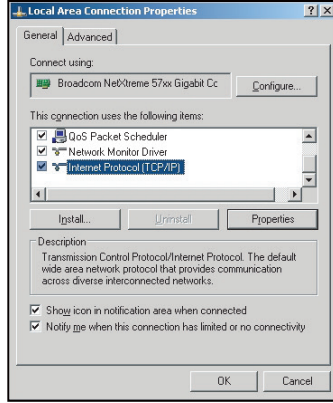 Local Area Connection Properties
General Advanced
Connect using:
Broadcom NetXtreme 57xx Gigabit Cc
Configure...
This connection uses the following items:
QoS Packet Scheduler
Network Monitor Driver
Internet Protocol (TCP/IP)
Install... Uninstall Properties
Description
Transmission Control Protocol/Internet Protocol. The default
wide area network protocol that provides communication
across diverse interconnected networks.
Show icon in notification area when connected
Notify me when this connection has limited or no connectivity
OK Cancel